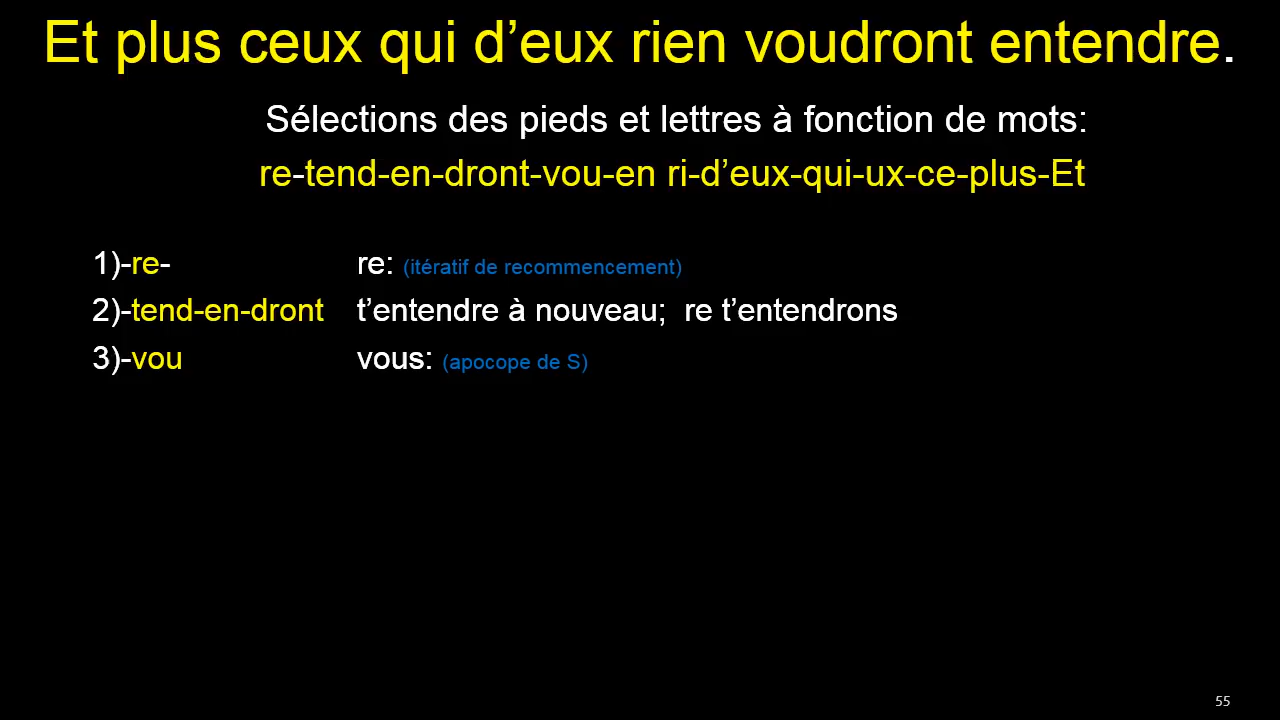 Et plus ceux qui d’eux rien voudront entendre.
Sélections des pieds et lettres à fonction de mots:
re-tend-en-dront-vou-en ri-d’eux-qui-ux-ce-plus-Et
1)-re- re: (itératif de recommencement)
2)-tend-en-dront t’entendre à nouveau; re t’entendrons
3)-vou vous: (apocope de S)
55